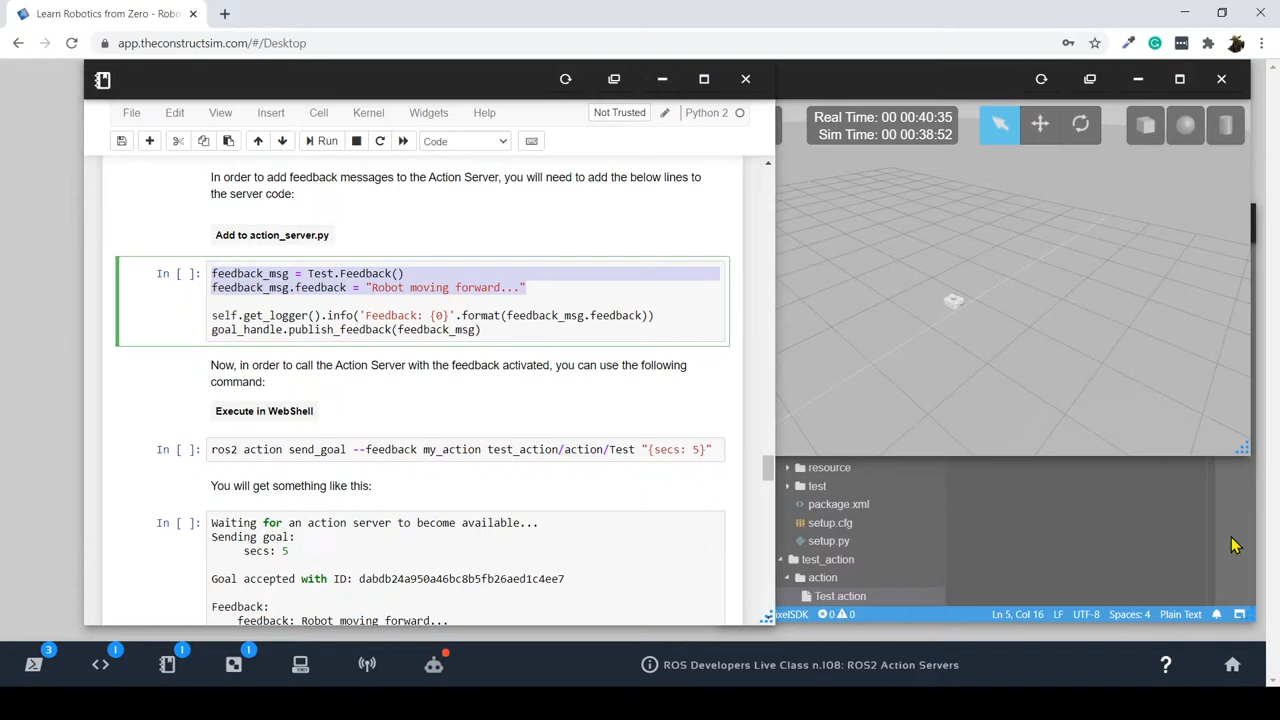 Learn Robotics from Zero - Robo
app.theconstructsim.com/#/Desktop
File Edit View Insert Cell Kernel Widgets Help Not Trusted Python 2
Run Code
In order to add feedback messages to the Action Server, you will need to add the below lines to
the server code:
Add to action_server.py
In [ ]: feedback_msg = Test.Feedback()
feedback_msg.feedback = "Robot moving forward..."
self.get_logger().info('Feedback: {0}'.format(feedback_msg.feedback))
goal_handle.publish_feedback(feedback_msg)
Now, in order to call the Action Server with the feedback activated, you can use the following
command:
Execute in WebShell
In [ ]: ros2 action send_goal --feedback my_action test_action/action/Test "{secs: 5}"
You will get something like this:
In [ ]: Waiting for an action server to become available...
Sending goal:
secs: 5
Goal accepted with ID: dabdb24a950a46bc8b5fb26aed1c4ee7
Feedback:
feedback: Robot moving forward...
Real Time: 00 00:40:35
Sim Time: 00 00:38:52
resource
test
package.xml
setup.cfg
setup.py
test_action
action
Test.action
xelSDK 0 0 Ln 5, Col 16 LF UTF-8 Spaces: 4 Plain Text
3 1 1 1 ROS Developers Live Class n.108: ROS2 Action Servers ?